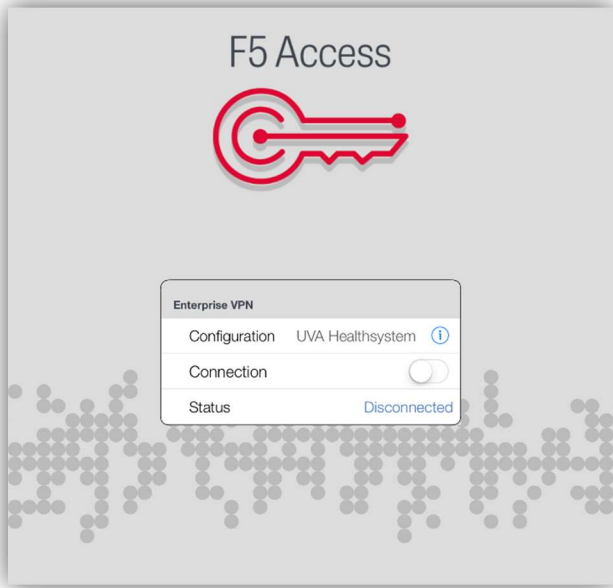 F5 Access
Enterprise VPN
Configuration UVA Healthsystem i
Connection
Status Disconnected